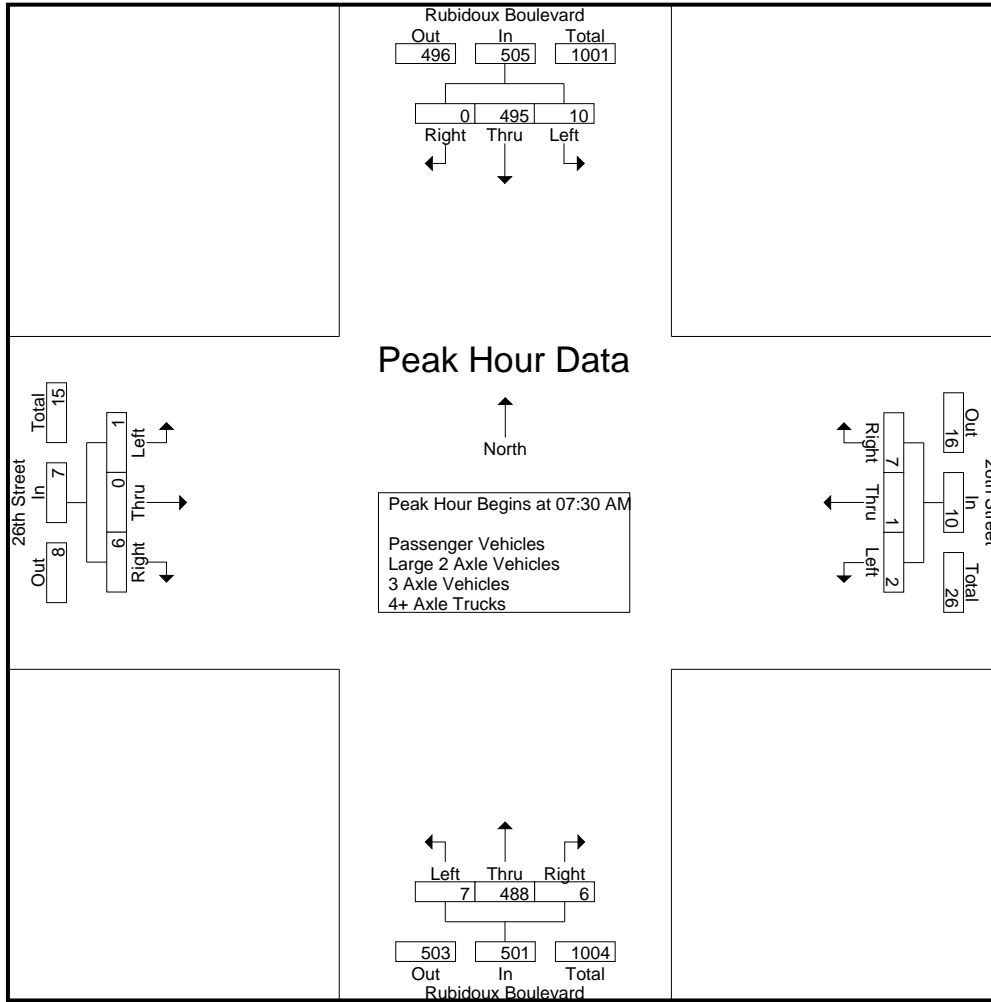 Rubidoux Boulevard
Out In Total
496 505 1001
0 495 10
Right Thru Left
Peak Hour Data
North
Peak Hour Begins at 07:30 AM
Passenger Vehicles
Large 2 Axle Vehicles
3 Axle Vehicles
4+ Axle Trucks
26th Street
Out In Total
8 7 15
Left Thru Right
1 0 6
26th Street
Out In Total
16 10 26
Right Thru Left
7 1 2
Left Thru Right
7 488 6
503 501 1004
Out In Total
Rubidoux Boulevard